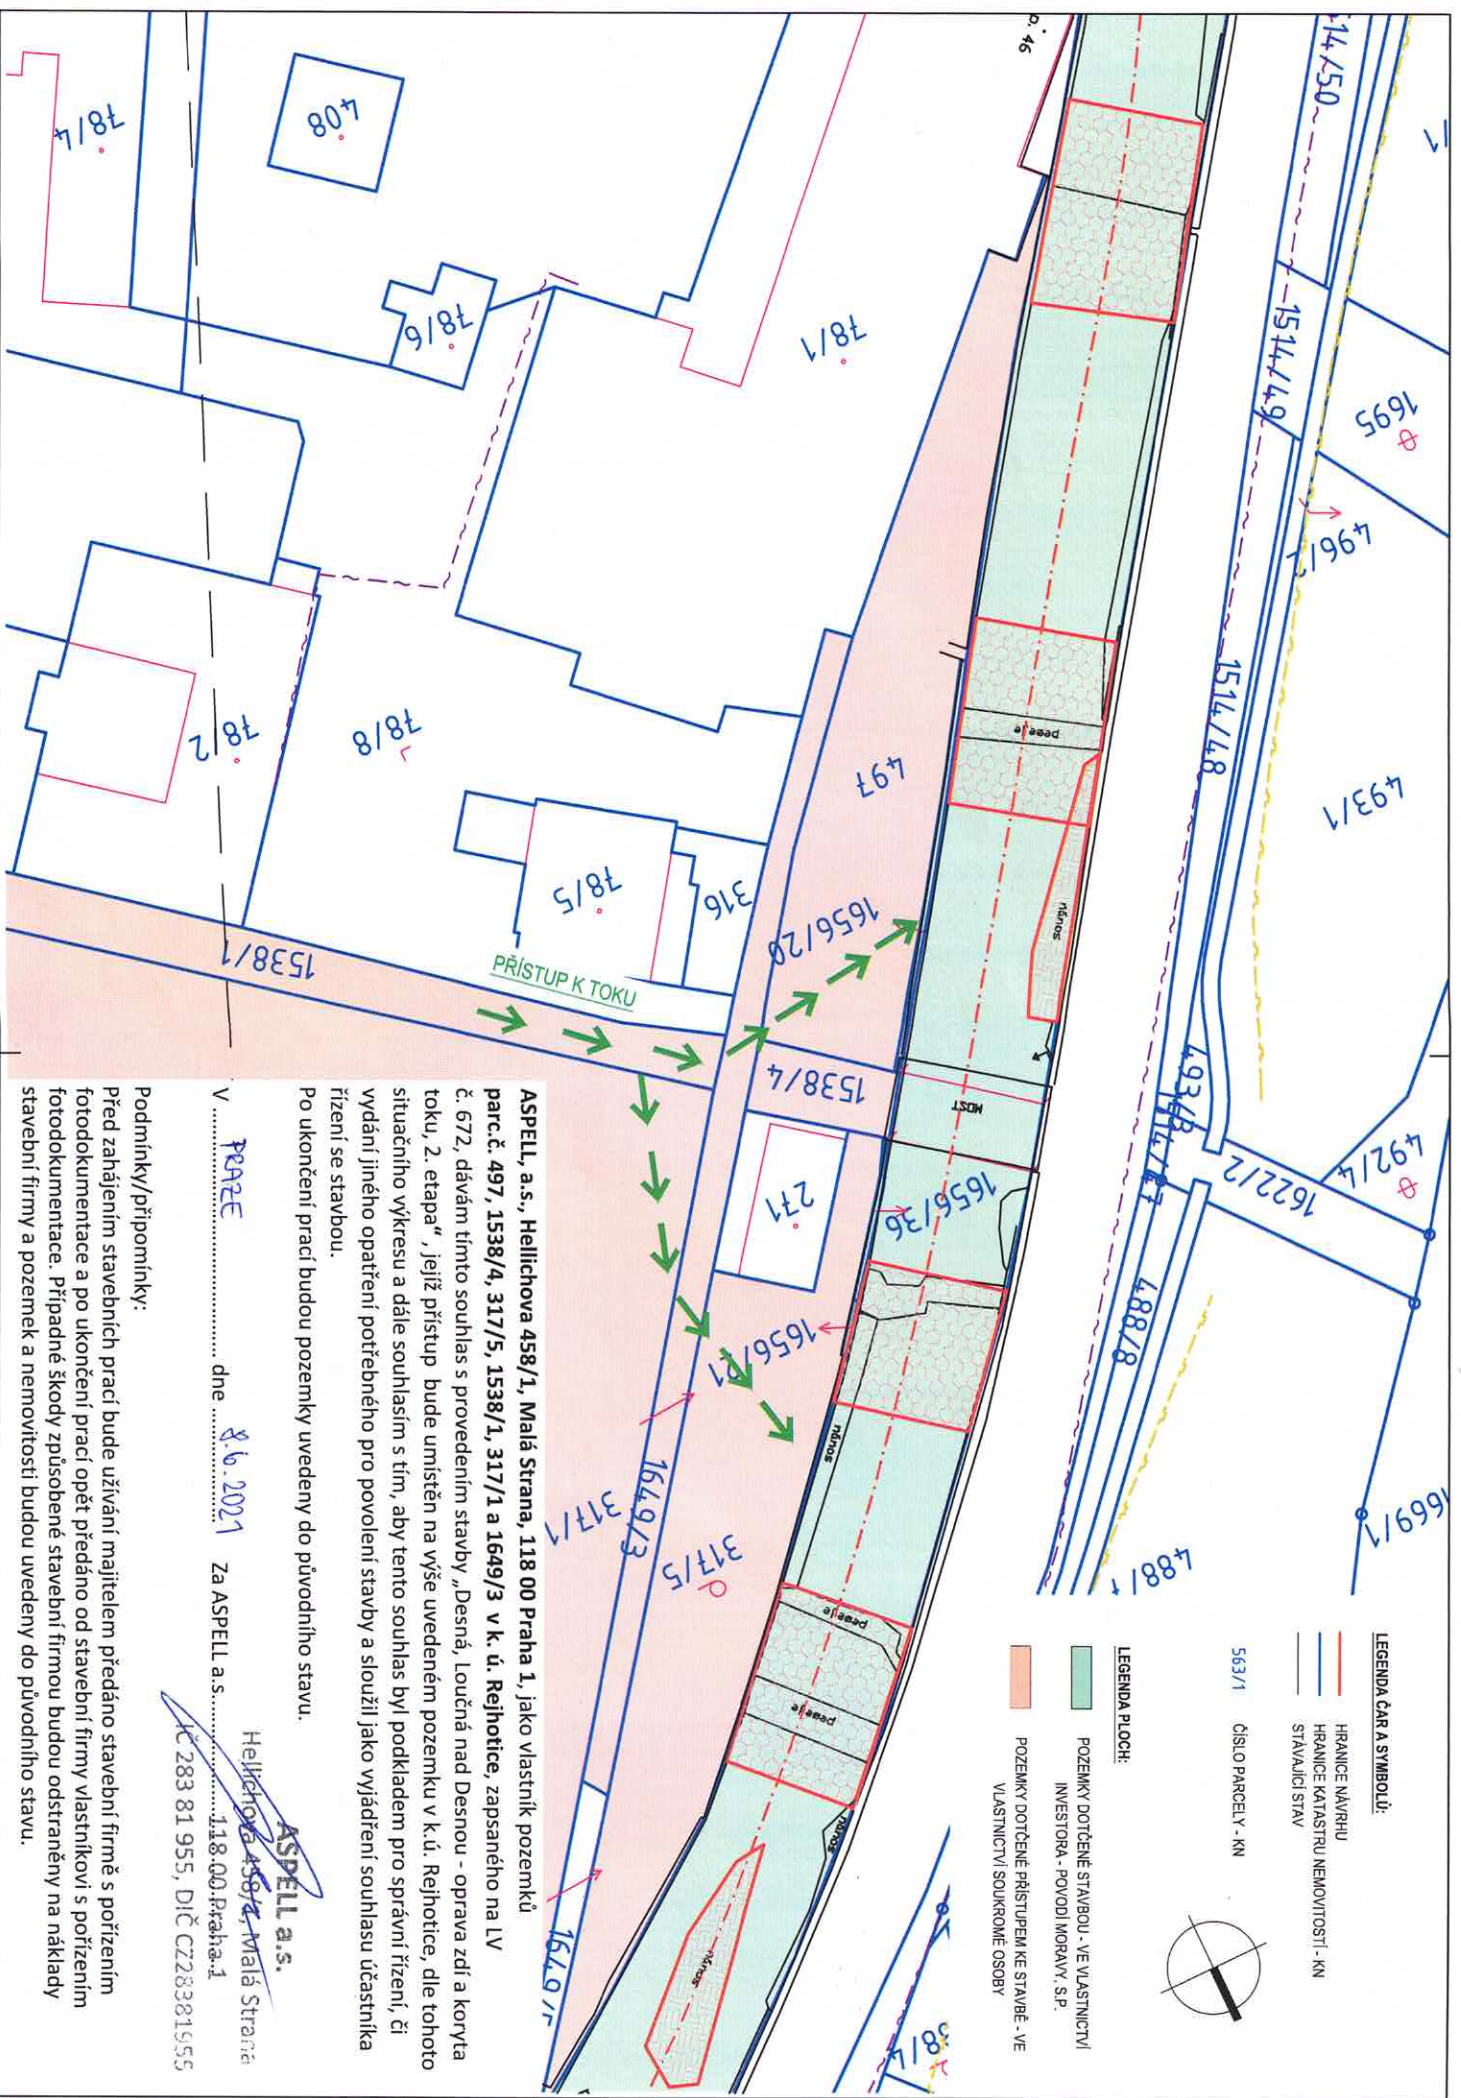 LEGENDA ČAR A SYMBOLŮ:
HRANICE NÁVRHU
HRANICE KATASTRU NEMOVITOSTÍ - KN
STÁVAJÍCÍ STAV
563/1 ČÍSLO PARCELY - KN
LEGENDA PLOCH:
POZEMKY DOTČENÉ STAVBOU - VE VLASTNICTVÍ
INVESTORA - POVODÍ MORAVY, S.P.
POZEMKY DOTČENÉ PŘÍSTUPEM KE STAVBĚ - VE
VLASTNICTVÍ SOUKROMÉ OSOBY
1695
496/
493/1
492/4
1669/1
1514/49
1514/48
493/3
1622/2
488/8
488/1
p. 46
78/1
408
78/4
78/6
78/8
78/2
78/5
316
497
1656/20
1538/1
1538/4
PŘÍSTUP K TOKU
271
MOST
1656/36
1656/21
317/5
317/1
1649/3
nános
nános
nános
nános
ASPELL, a.s., Hellichova 458/1, Malá Strana, 118 00 Praha 1, jako vlastník pozemků
parc.č. 497, 1538/4, 317/5, 1538/1, 317/1 a 1649/3 v k. ú. Rejhotice, zapsaného na LV
č. 672, dávám tímto souhlas s provedením stavby „Desná, Loučná nad Desnou - oprava zdí a koryta
toku, 2. etapa“ , jejíž přístup bude umístěn na výše uvedeném pozemku v k.ú. Rejhotice, dle tohoto
situačního výkresu a dále souhlasím s tím, aby tento souhlas byl podkladem pro správní řízení, či
vydání jiného opatření potřebného pro povolení stavby a sloužil jako vyjádření souhlasu účastníka
řízení se stavbou.
Po ukončení prací budou pozemky uvedeny do původního stavu.
V PRAZE dne 8.6.2021 Za ASPELL a.s.
ASPELL a.s.
Hellichova 458/1, Malá Strana
118 00 Praha 1
IČ 283 81 955, DIČ CZ28381955
Podmínky/připomínky:
Před zahájením stavebních prací bude užívání majitelem předáno stavební firmě s pořízením
fotodokumentace a po ukončení prací opět předáno od stavební firmy vlastníkovi s pořízením
fotodokumentace. Případné škody způsobené stavební firmou budou odstraněny na náklady
stavební firmy a pozemek a nemovitosti budou uvedeny do původního stavu.